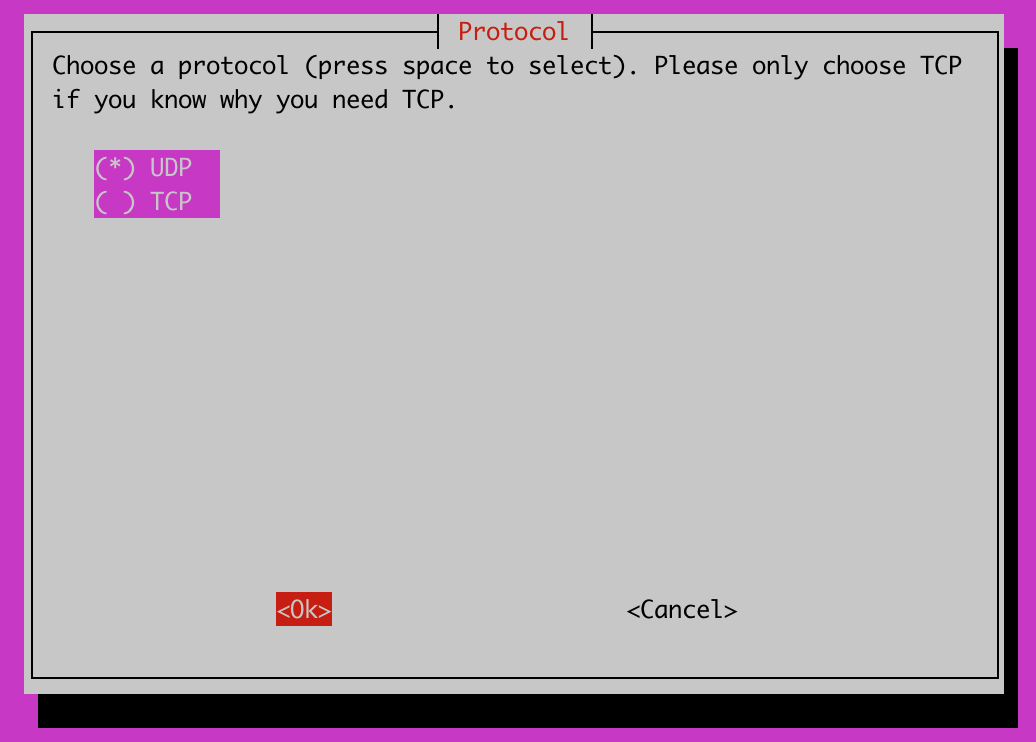 Protocol
Choose a protocol (press space to select). Please only choose TCP
if you know why you need TCP.
(*) UDP
( ) TCP
<Ok> <Cancel>